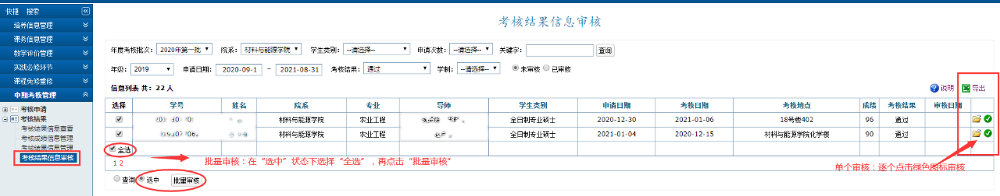 快捷 搜索
培养信息管理
课务信息管理
教学评价管理
实践必修环节
课程免修重修
中期考核管理
考核申请
考核结果
考核结果信息查看
考核成绩信息管理
考核结果信息管理
考核结果信息审核
考核结果信息审核
年度考核批次: 2020年第一批 院系: 材料与能源学院 学生类别: --请选择-- 申请次数: --请选择-- 关键字: 查询
年级: 2019 申请日期: 2020-09-1 - 2021-08-31 考核结果: 通过 学制: --请选择-- 未审核 已审核
信息列表 共: 22 人 说明 导出
选择 学号 姓名 院系 专业 导师 学生类别 申请日期 考核日期 考核地点 成绩 考核结果 审核日期
材料与能源学院 农业工程 全日制专业硕士 2020-12-30 2021-01-06 18号楼402 96 通过
材料与能源学院 农业工程 全日制专业硕士 2021-01-04 2020-12-15 材料与能源学院化学楼 90 通过
全选
1 2
批量审核：在“选中”状态下选择“全选”，再点击“批量审核”
单个审核：逐个点击绿色图标审核
查询 选中 批量审核